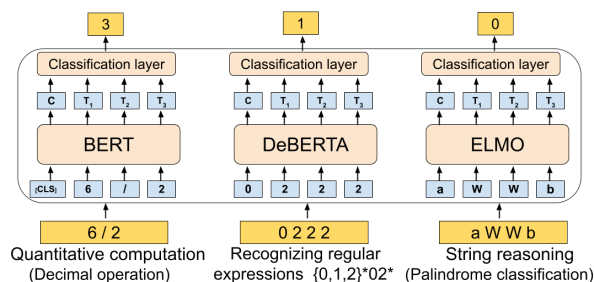 3 1 0
Classification layer Classification layer Classification layer
C T1 T2 T3 C T1 T2 T3 C T1 T2 T3
BERT DeBERTA ELMO
[CLS] 6 / 2 0 2 2 2 a W W b
6 / 2 0 2 2 2 a W W b
Quantitative computation Recognizing regular String reasoning
(Decimal operation) expressions {0,1,2}*02* (Palindrome classification)